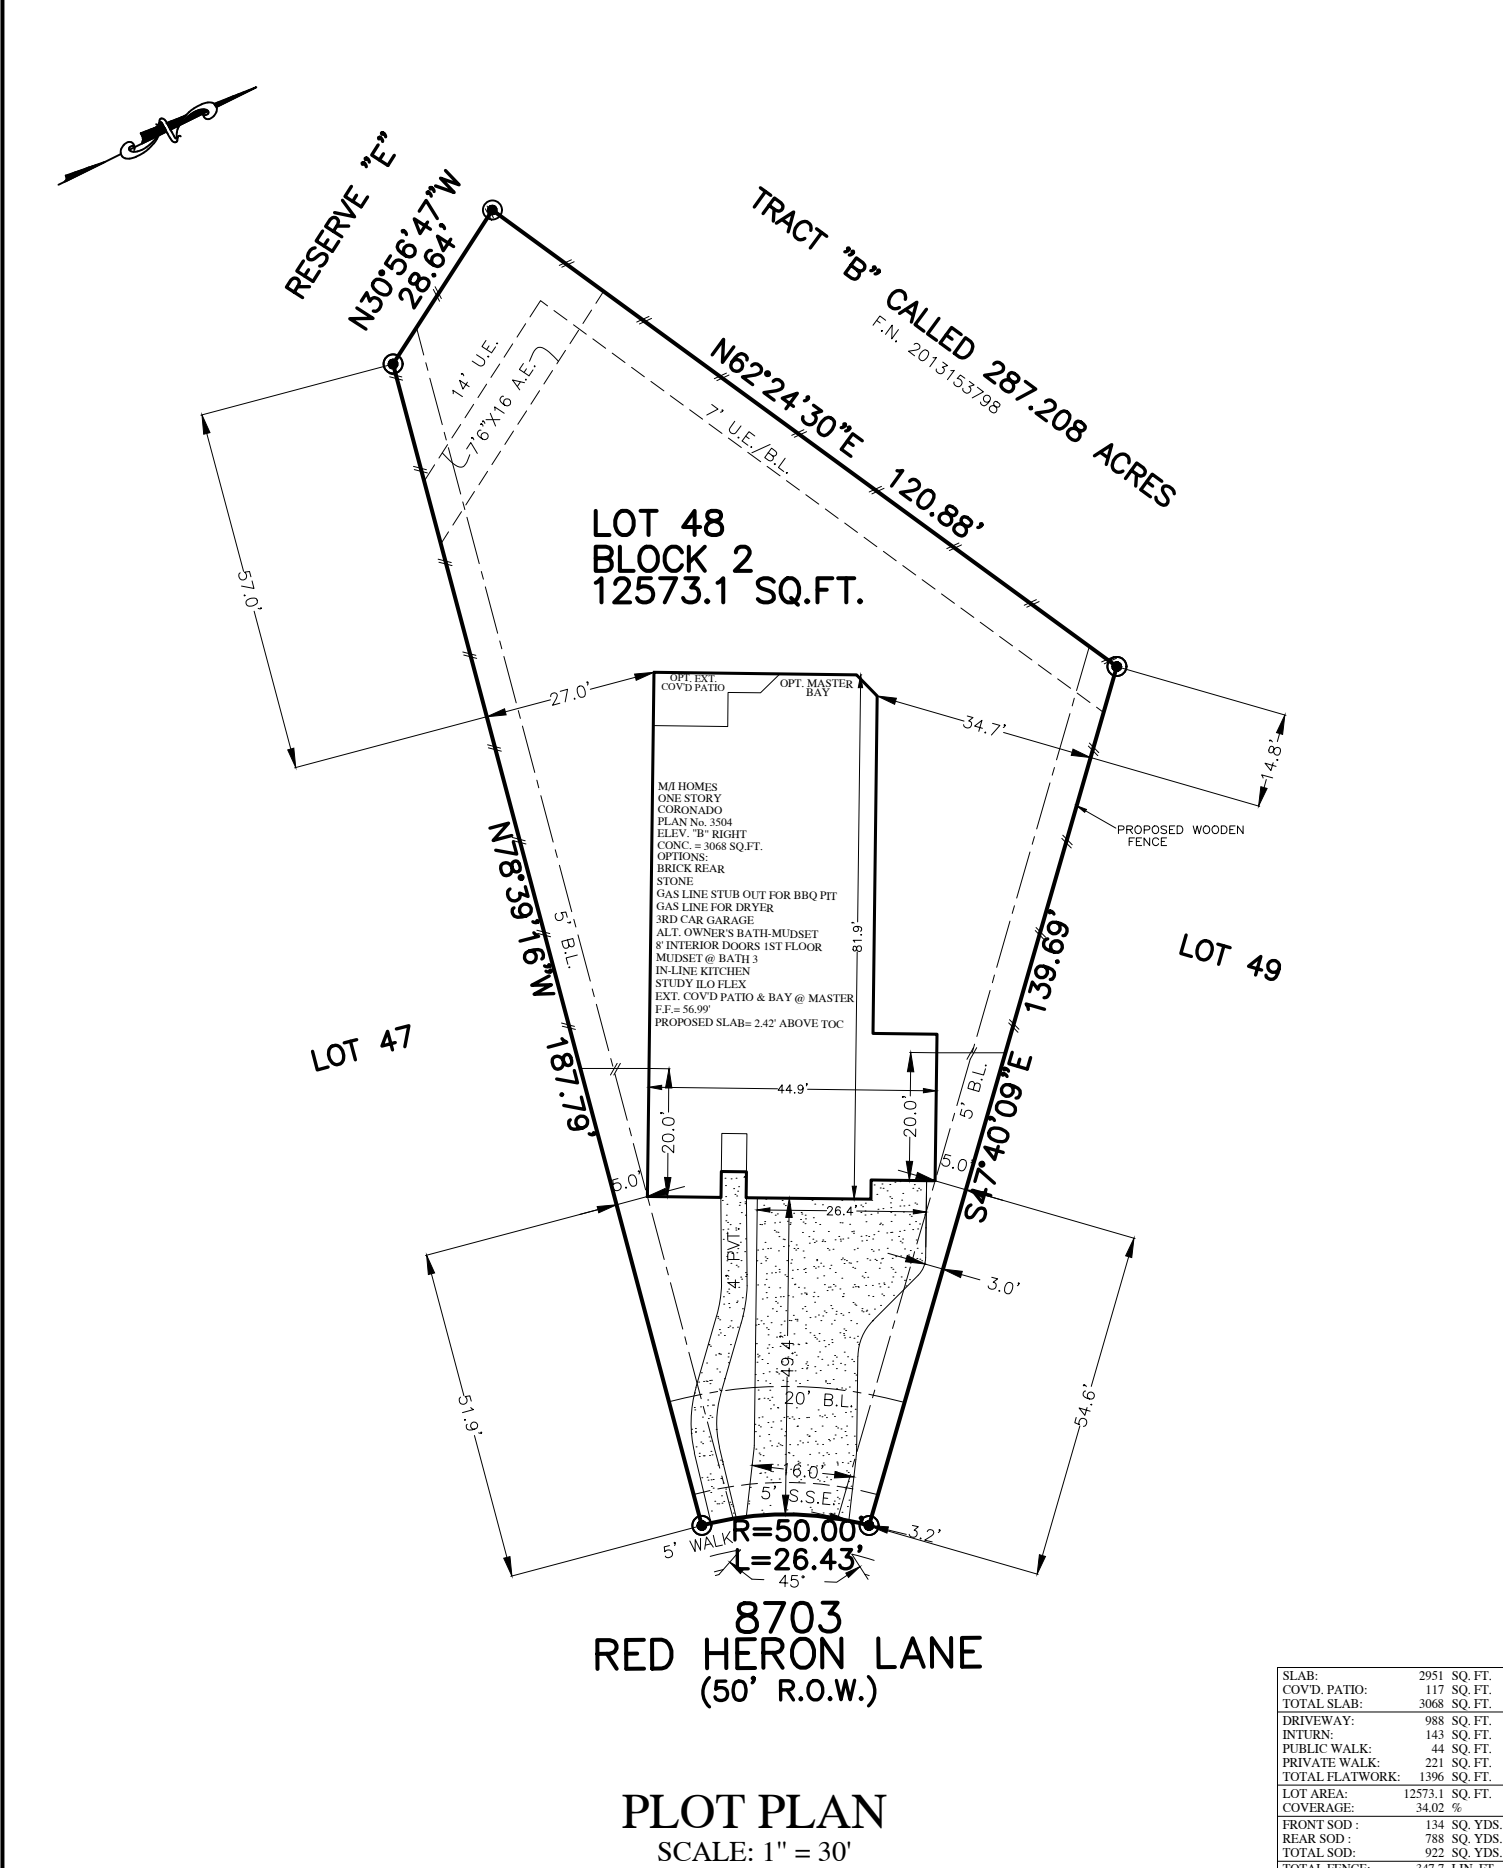 RESERVE "E"
N30°56'47"W
28.64'
TRACT "B" CALLED 287.208 ACRES
F.N. 2013153798
N62°24'30"E 120.88'
14' U.E.
7'6"X16 A.E.
7' U.E./B.L.
LOT 48
BLOCK 2
12573.1 SQ.FT.
57.0'
27.0'
34.7'
14.8'
OPT. EXT.
COV'D PATIO
OPT. MASTER
BAY
M/I HOMES
ONE STORY
CORONADO
PLAN No. 3504
ELEV. "B" RIGHT
CONC. = 3068 SQ.FT.
OPTIONS:
BRICK REAR
STONE
GAS LINE STUB OUT FOR BBQ PIT
GAS LINE FOR DRYER
3RD CAR GARAGE
ALT. OWNER'S BATH-MUDSET
8' INTERIOR DOORS 1ST FLOOR
MUDSET @ BATH 3
IN-LINE KITCHEN
STUDY ILO FLEX
EXT. COV'D PATIO & BAY @ MASTER
F.F.= 56.99'
PROPOSED SLAB= 2.42' ABOVE TOC
81.9'
PROPOSED WOODEN
FENCE
N78°39'16"W 187.79'
5' B.L.
S47°40'09"E 139.69'
5' B.L.
LOT 49
LOT 47
44.9'
20.0'
20.0'
5.0'
5.0'
26.4'
4' PVT.
3.0'
49.4'
20' B.L.
51.9'
54.6'
16.0'
5' S.S.E.
R=50.00'
L=26.43'
5' WALK
3.2'
45°
8703
RED HERON LANE
(50' R.O.W.)
PLOT PLAN
SCALE: 1" = 30'
SLAB: 2951 SQ. FT.
COV'D. PATIO: 117 SQ. FT.
TOTAL SLAB: 3068 SQ. FT.
DRIVEWAY: 988 SQ. FT.
INTURN: 143 SQ. FT.
PUBLIC WALK: 44 SQ. FT.
PRIVATE WALK: 221 SQ. FT.
TOTAL FLATWORK: 1396 SQ. FT.
LOT AREA: 12573.1 SQ. FT.
COVERAGE: 34.02 %
FRONT SOD : 134 SQ. YDS.
REAR SOD : 788 SQ. YDS.
TOTAL SOD: 922 SQ. YDS.
TOTAL FENCE: 347.7 LIN. FT.